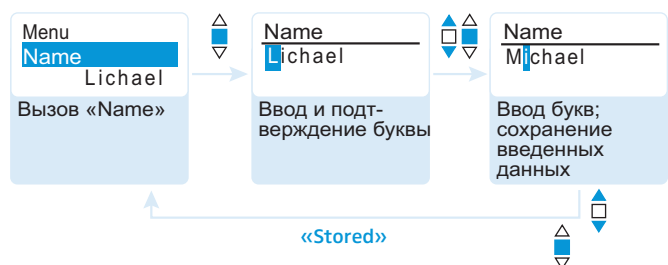 Menu
Name
Lichael
Вызов «Name»
Name
Lichael
Ввод и подт-
верждение буквы
Name
Michael
Ввод букв;
сохранение
введенных
данных
«Stored»